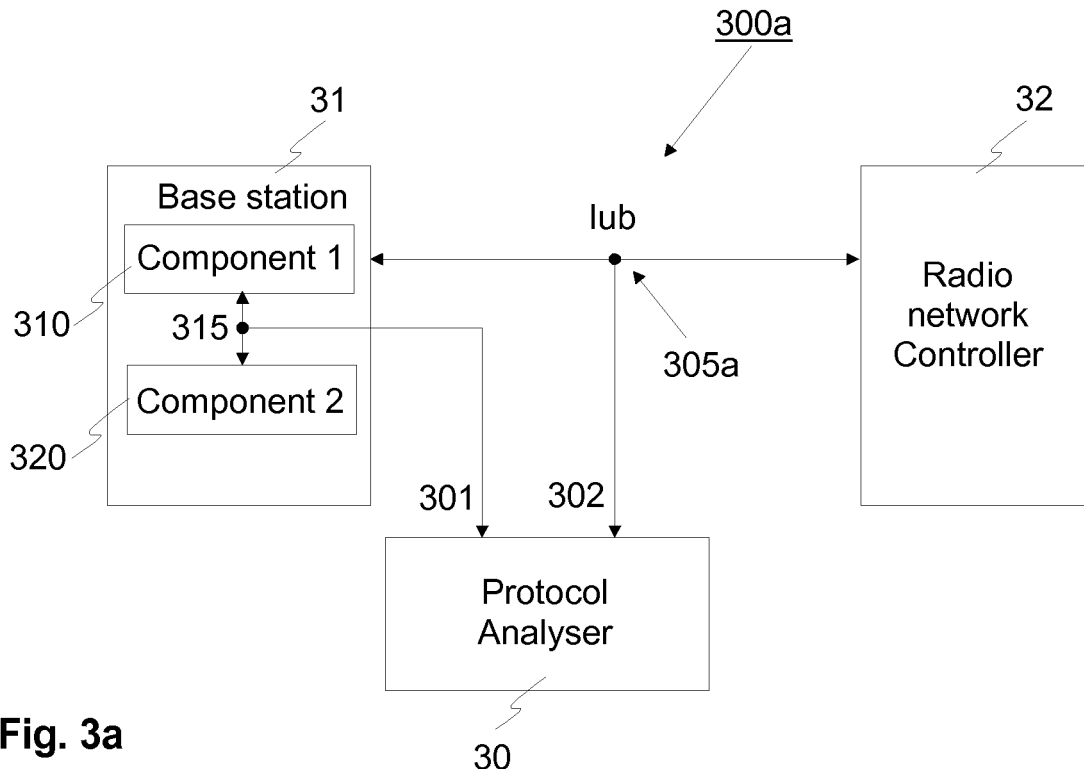 300a
31
32
Base station
Iub
Component 1
Radio
network
Controller
310
315
305a
Component 2
320
301
302
Protocol
Analyser
Fig. 3a
30